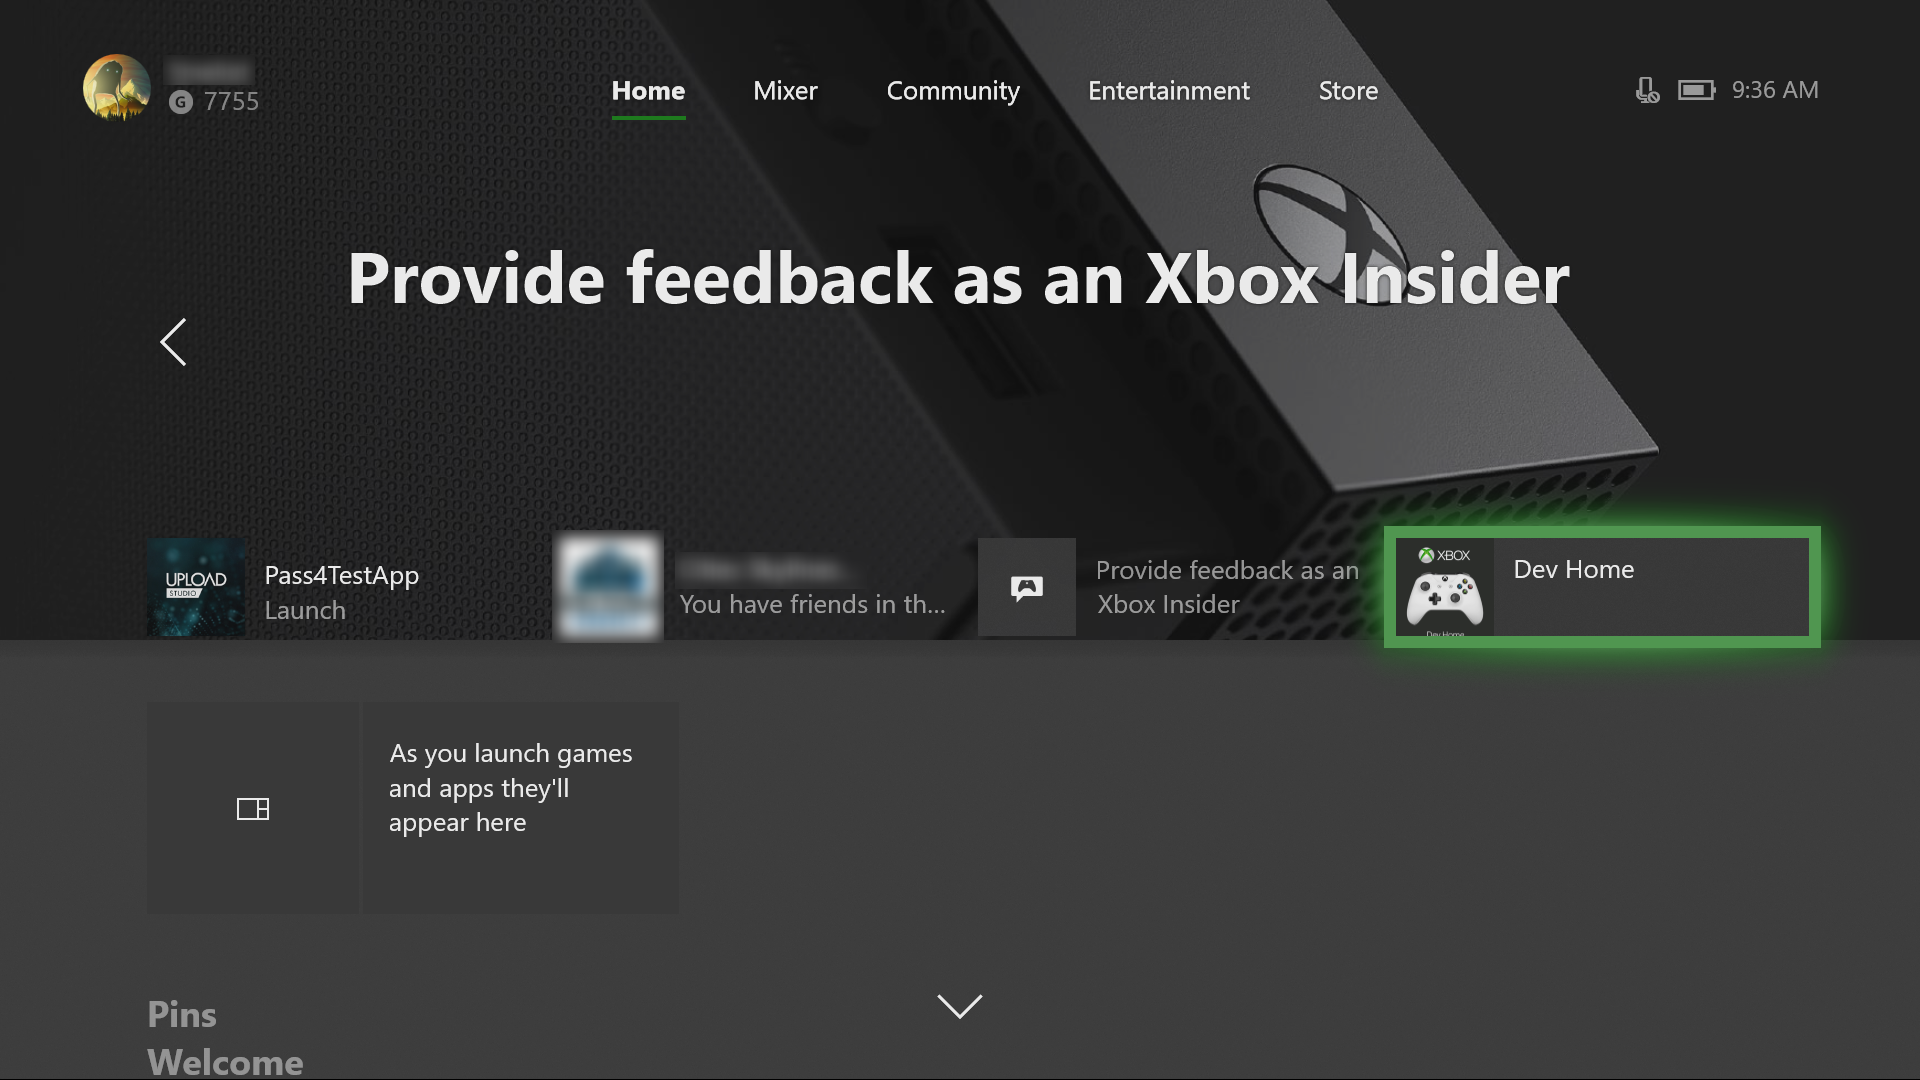 G 7755
Home
Mixer
Community
Entertainment
Store
9:36 AM
Provide feedback as an Xbox Insider
UPLOAD
STUDIO
Pass4TestApp
Launch
You have friends in th...
Provide feedback as an
Xbox Insider
XBOX
Dev Home
Dev Home
As you launch games
and apps they'll
appear here
Pins
Welcome